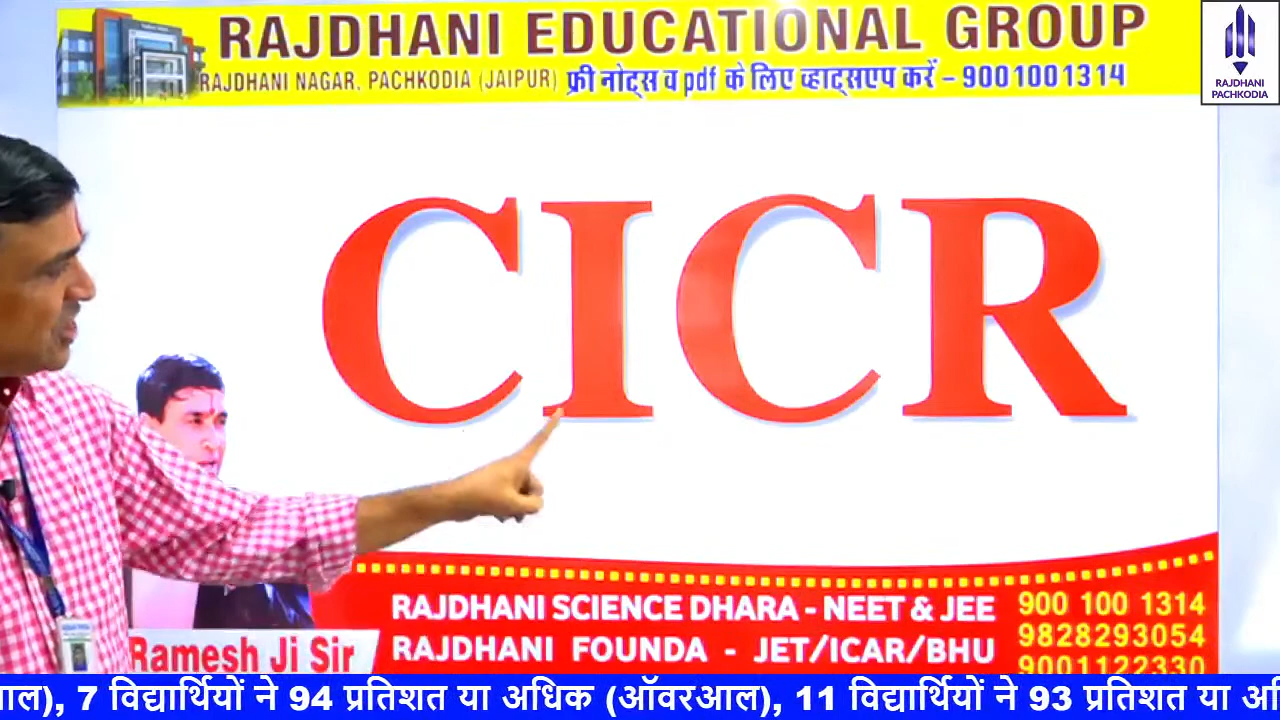 RAJDHANI EDUCATIONAL GROUP
RAJDHANI NAGAR, PACHKODIA (JAIPUR) फ्री नोट्स व pdf के लिए व्हाट्सएप करें – 9001001314
RAJDHANI
PACHKODIA
CICR
RAJDHANI SCIENCE DHARA - NEET & JEE 900 100 1314
9828293054
RAJDHANI FOUNDA - JET/ICAR/BHU
9001122330
Ramesh Ji Sir
7 विद्यार्थियों ने 94 प्रतिशत या अधिक (ऑवरआल), 11 विद्यार्थियों ने 93 प्रतिशत या